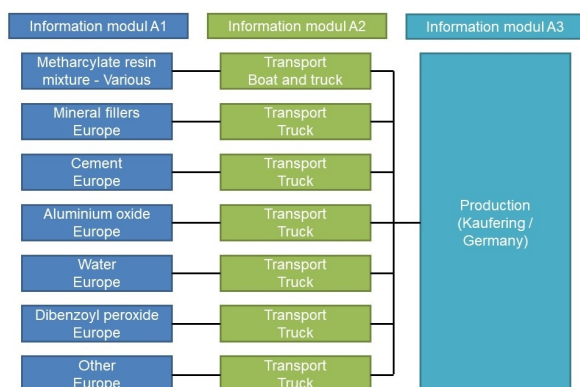 Information modul A1
Information modul A2
Information modul A3
Metharcylate resin
mixture - Various
Transport
Boat and truck
Mineral fillers
Europe
Transport
Truck
Cement
Europe
Transport
Truck
Aluminium oxide
Europe
Transport
Truck
Production
(Kaufering /
Germany)
Water
Europe
Transport
Truck
Dibenzoyl peroxide
Europe
Transport
Truck
Other
Europe
Transport
Truck